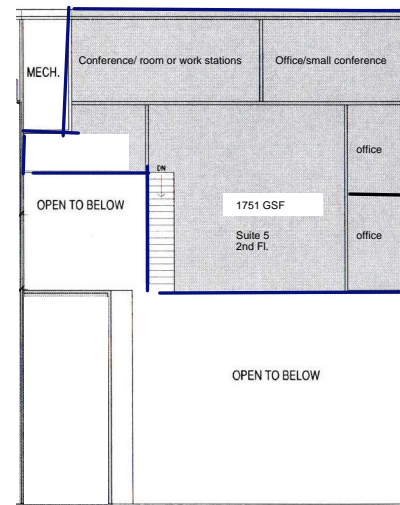 Conference/ room or work stations
Office/small conference
MECH.
office
DN
OPEN TO BELOW
1751 GSF
Suite 5
2nd Fl.
office
OPEN TO BELOW